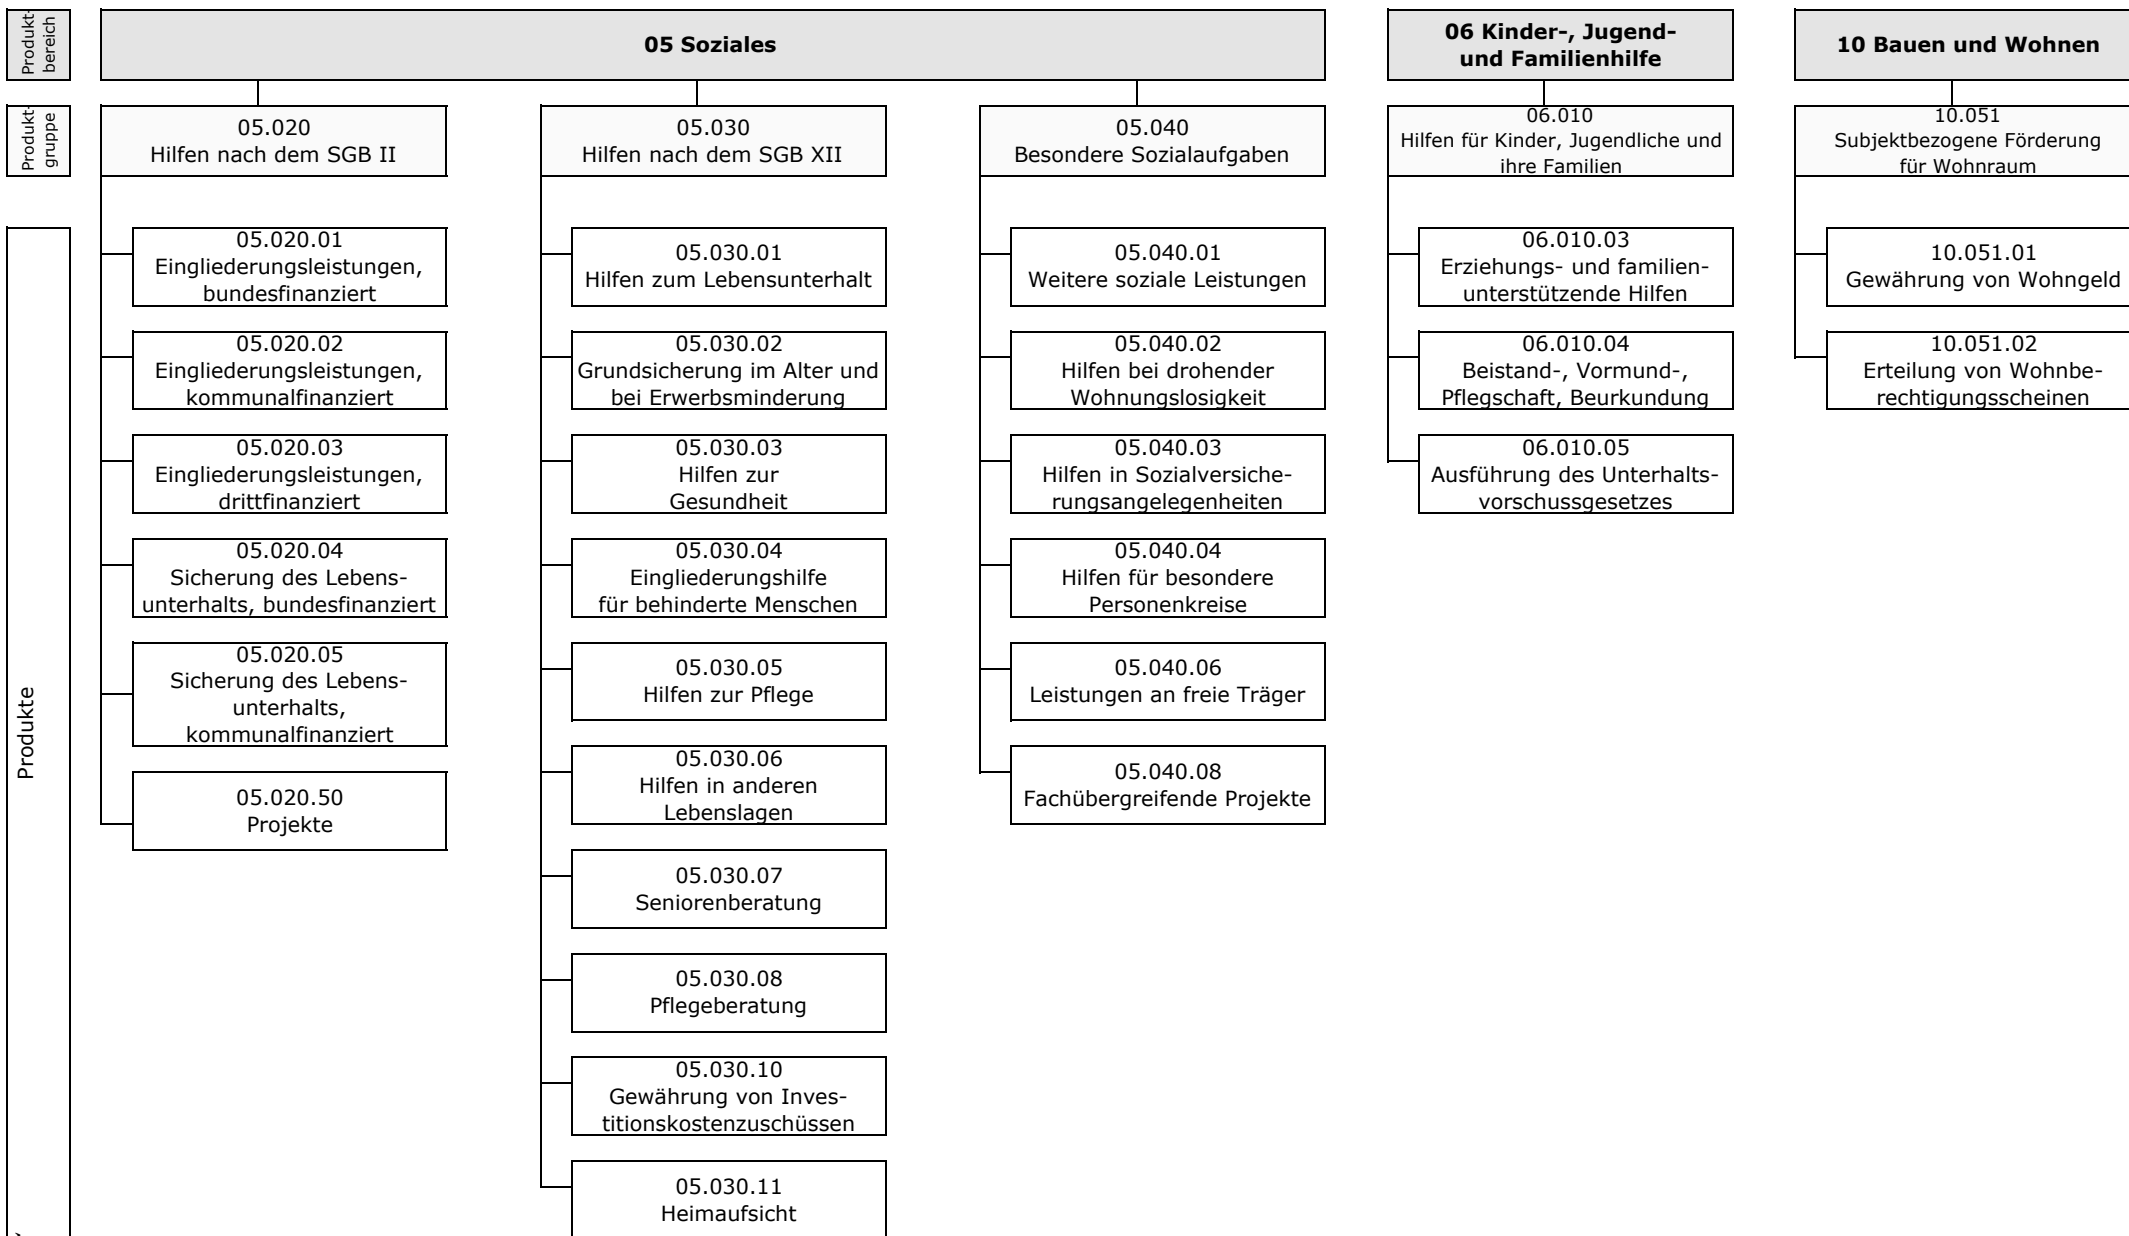 Produkt-
bereich
05 Soziales
06 Kinder-, Jugend-
und Familienhilfe
10 Bauen und Wohnen
Produkt-
gruppe
05.020
Hilfen nach dem SGB II
05.030
Hilfen nach dem SGB XII
05.040
Besondere Sozialaufgaben
06.010
Hilfen für Kinder, Jugendliche und
ihre Familien
10.051
Subjektbezogene Förderung
für Wohnraum
Produkte
05.020.01
Eingliederungsleistungen,
bundesfinanziert
05.020.02
Eingliederungsleistungen,
kommunalfinanziert
05.020.03
Eingliederungsleistungen,
drittfinanziert
05.020.04
Sicherung des Lebens-
unterhalts, bundesfinanziert
05.020.05
Sicherung des Lebens-
unterhalts,
kommunalfinanziert
05.020.50
Projekte
05.030.01
Hilfen zum Lebensunterhalt
05.030.02
Grundsicherung im Alter und
bei Erwerbsminderung
05.030.03
Hilfen zur
Gesundheit
05.030.04
Eingliederungshilfe
für behinderte Menschen
05.030.05
Hilfen zur Pflege
05.030.06
Hilfen in anderen
Lebenslagen
05.030.07
Seniorenberatung
05.030.08
Pflegeberatung
05.030.10
Gewährung von Inves-
titionskostenzuschüssen
05.030.11
Heimaufsicht
05.040.01
Weitere soziale Leistungen
05.040.02
Hilfen bei drohender
Wohnungslosigkeit
05.040.03
Hilfen in Sozialversiche-
rungsangelegenheiten
05.040.04
Hilfen für besondere
Personenkreise
05.040.06
Leistungen an freie Träger
05.040.08
Fachübergreifende Projekte
06.010.03
Erziehungs- und familien-
unterstützende Hilfen
06.010.04
Beistand-, Vormund-,
Pflegschaft, Beurkundung
06.010.05
Ausführung des Unterhalts-
vorschussgesetzes
10.051.01
Gewährung von Wohngeld
10.051.02
Erteilung von Wohnbe-
rechtigungsscheinen